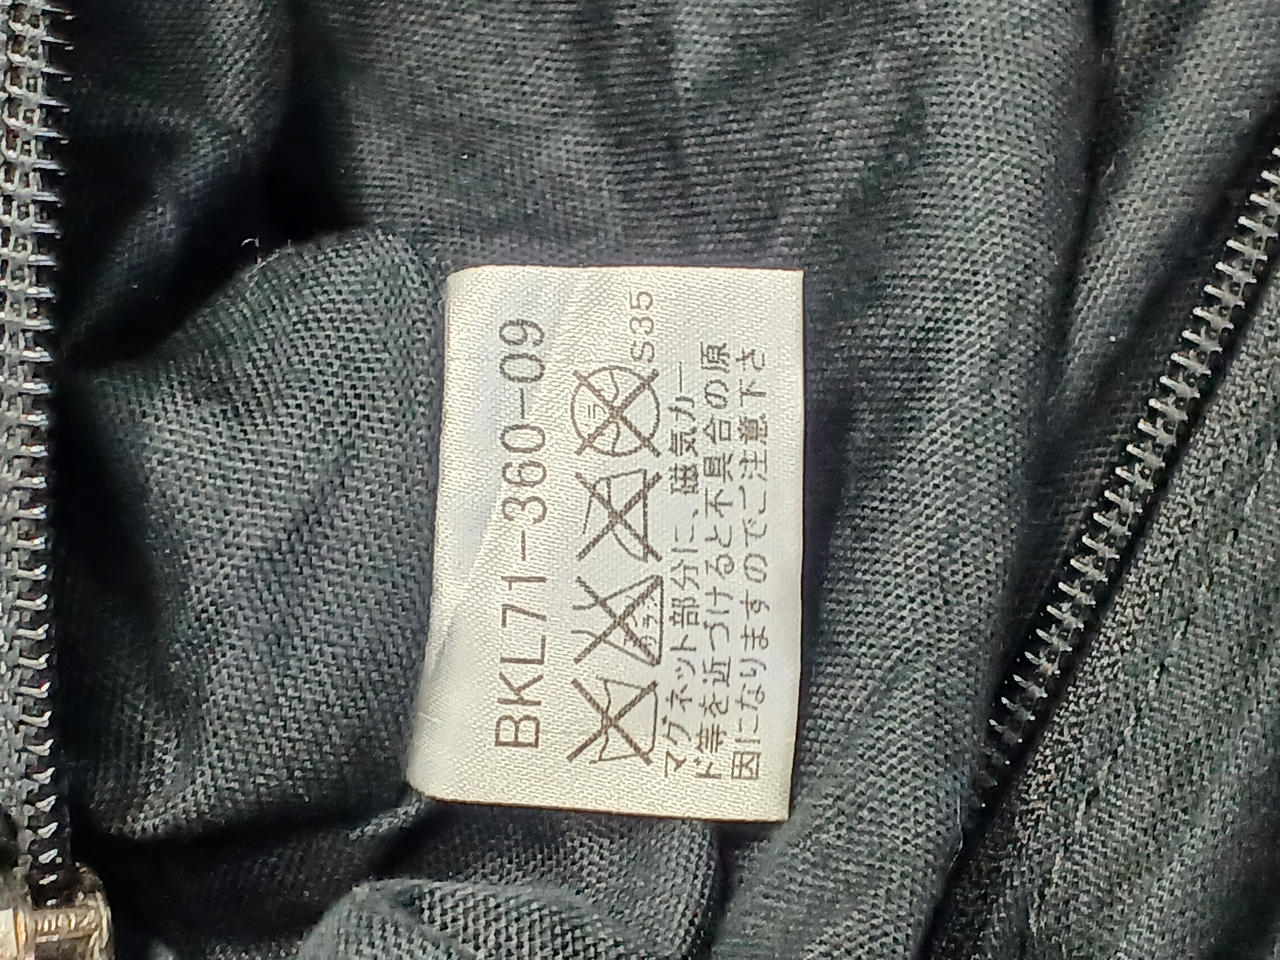 BKL71-360-09
S35
マグネット部分に、磁気カー
ド等を近づけると不具合の原
因になりますのでご注意下さ